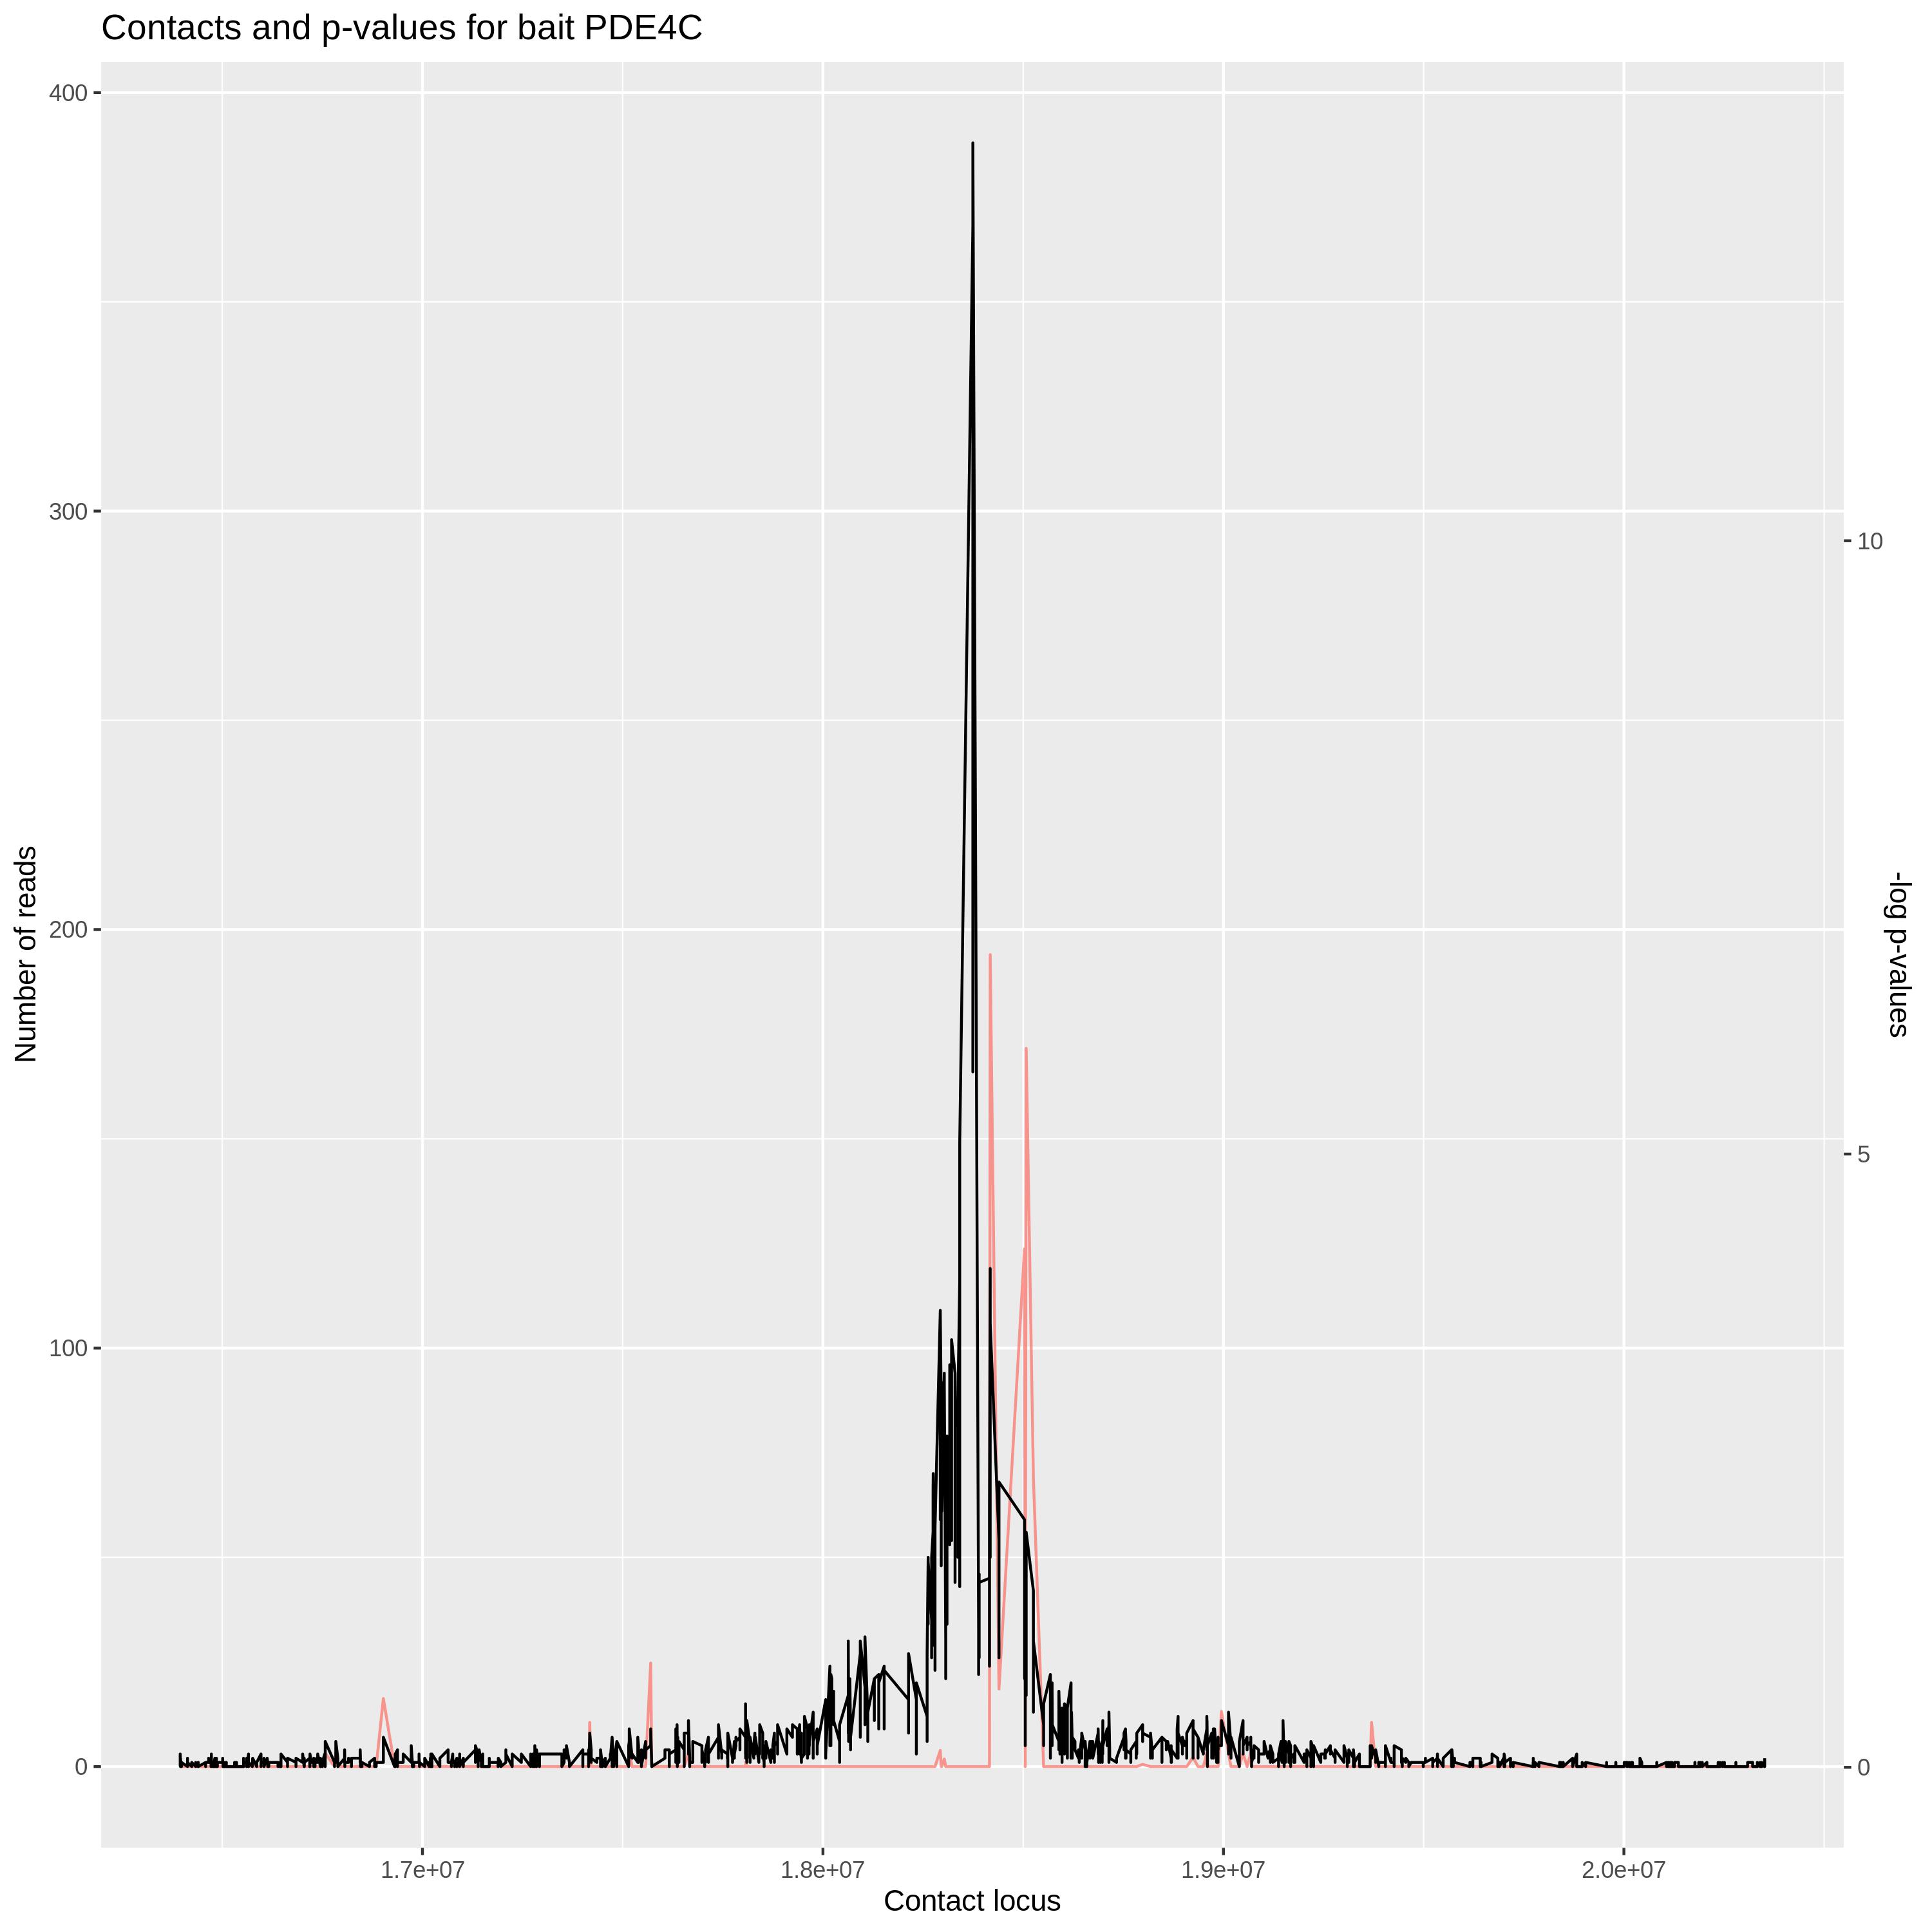 Contacts and p-values for bait PDE4C
400
300
200
100
0
Number of reads
10
5
0
-log p-values
1.7e+07
1.8e+07
1.9e+07
2.0e+07
Contact locus